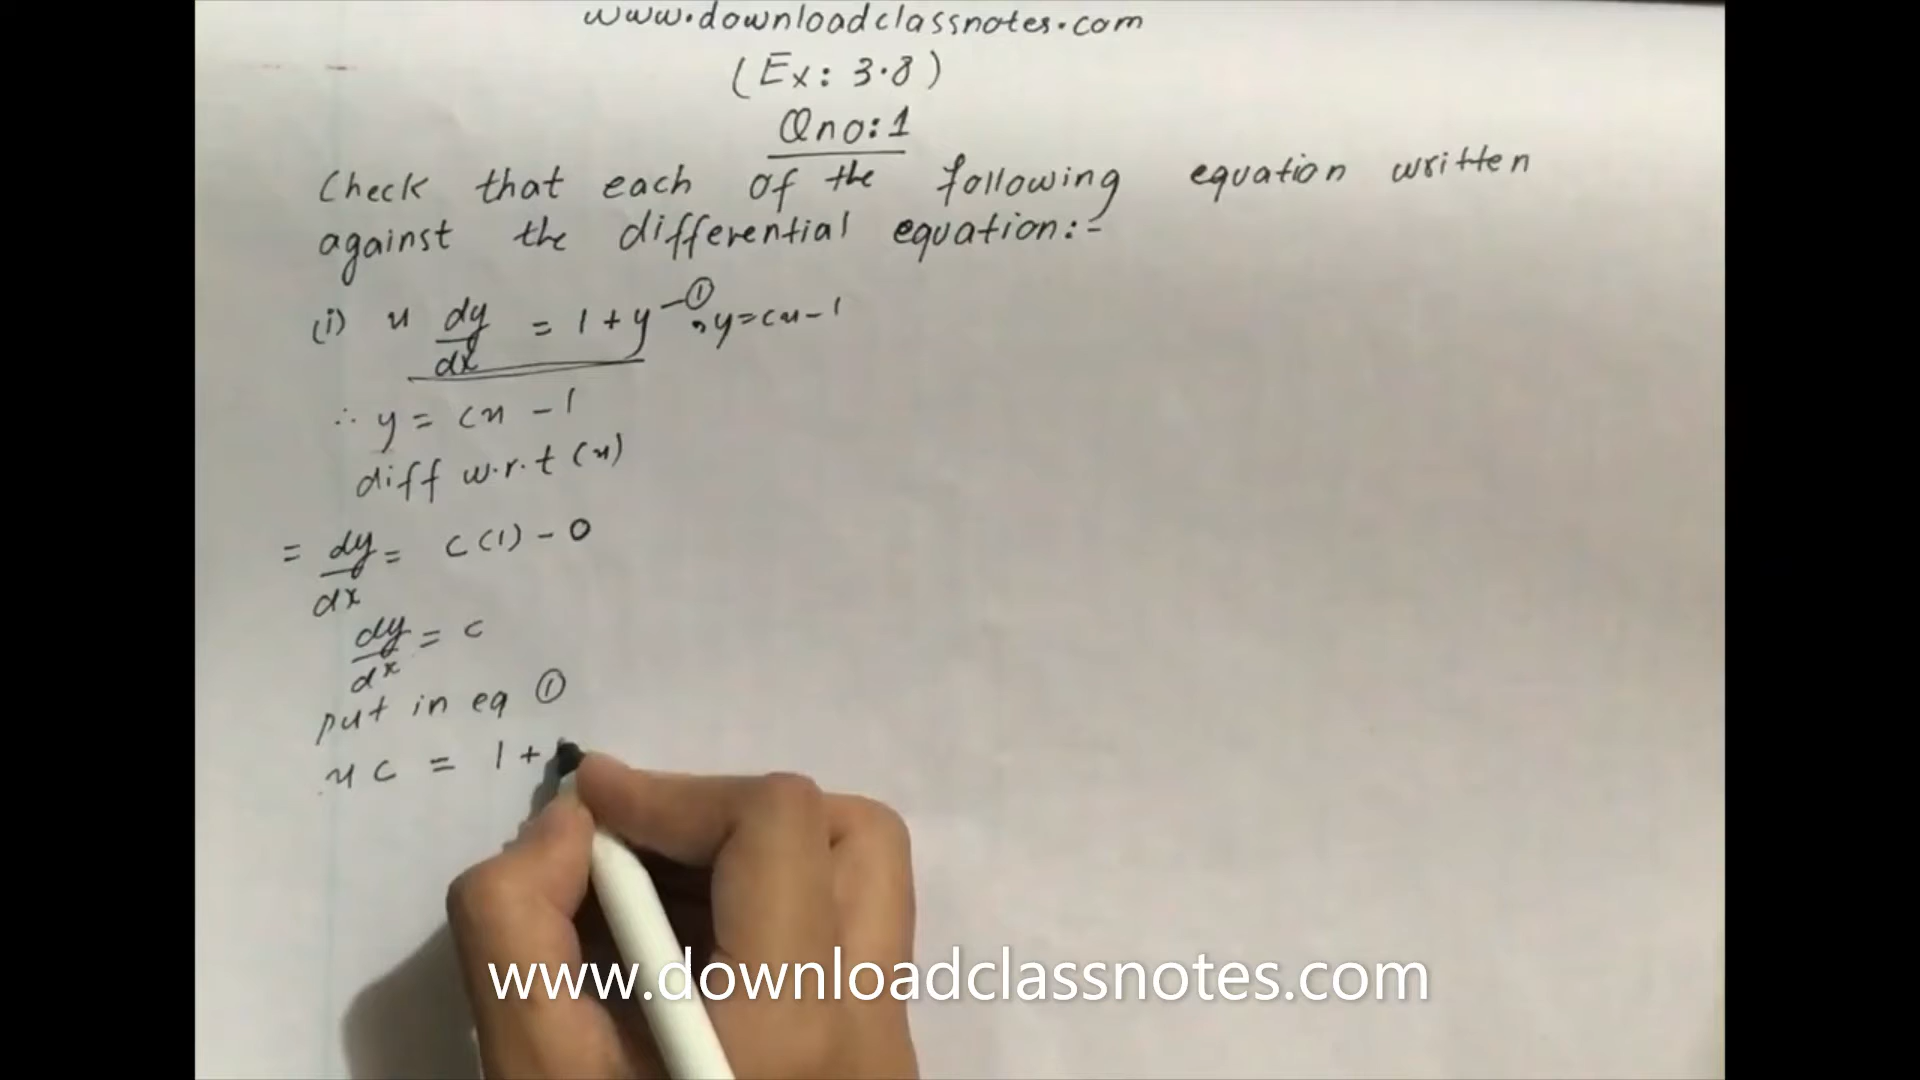 www.downloadclassnotes.com
(Ex: 3.8)
Qno:1
Check that each of the following equation written
against the differential equation:-
(i) x dy/dx = 1 + y —① , y = cx - 1
∴ y = cx - 1
diff w.r.t (x)
= dy/dx = c(1) - 0
dy/dx = c
put in eq ①
x c = 1 +
www.downloadclassnotes.com